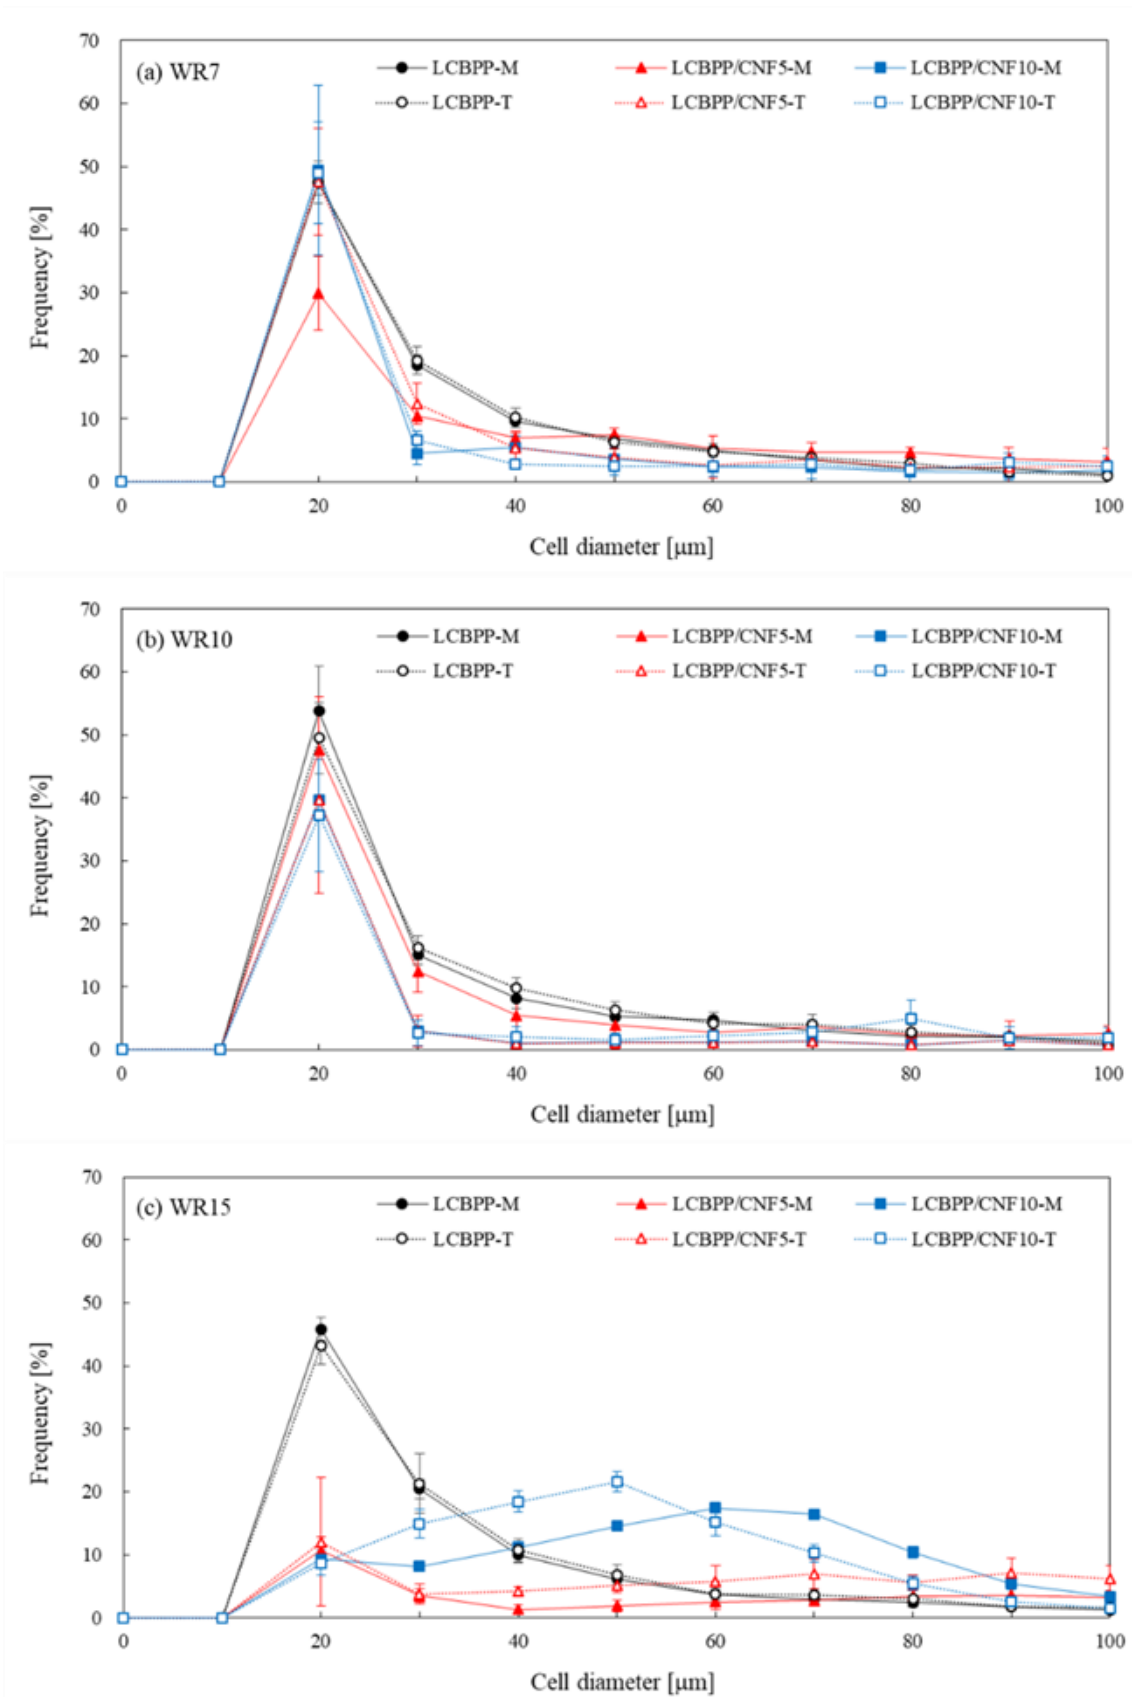 70
(a) WR7
LCBPP-M LCBPP/CNF5-M LCBPP/CNF10-M
LCBPP-T LCBPP/CNF5-T LCBPP/CNF10-T
60
50
40
30
20
10
0
Frequency [%]
0 20 40 60 80 100
Cell diameter [μm]
70
(b) WR10
LCBPP-M LCBPP/CNF5-M LCBPP/CNF10-M
LCBPP-T LCBPP/CNF5-T LCBPP/CNF10-T
60
50
40
30
20
10
0
Frequency [%]
0 20 40 60 80 100
Cell diameter [μm]
70
(c) WR15
LCBPP-M LCBPP/CNF5-M LCBPP/CNF10-M
LCBPP-T LCBPP/CNF5-T LCBPP/CNF10-T
60
50
40
30
20
10
0
Frequency [%]
0 20 40 60 80 100
Cell diameter [μm]